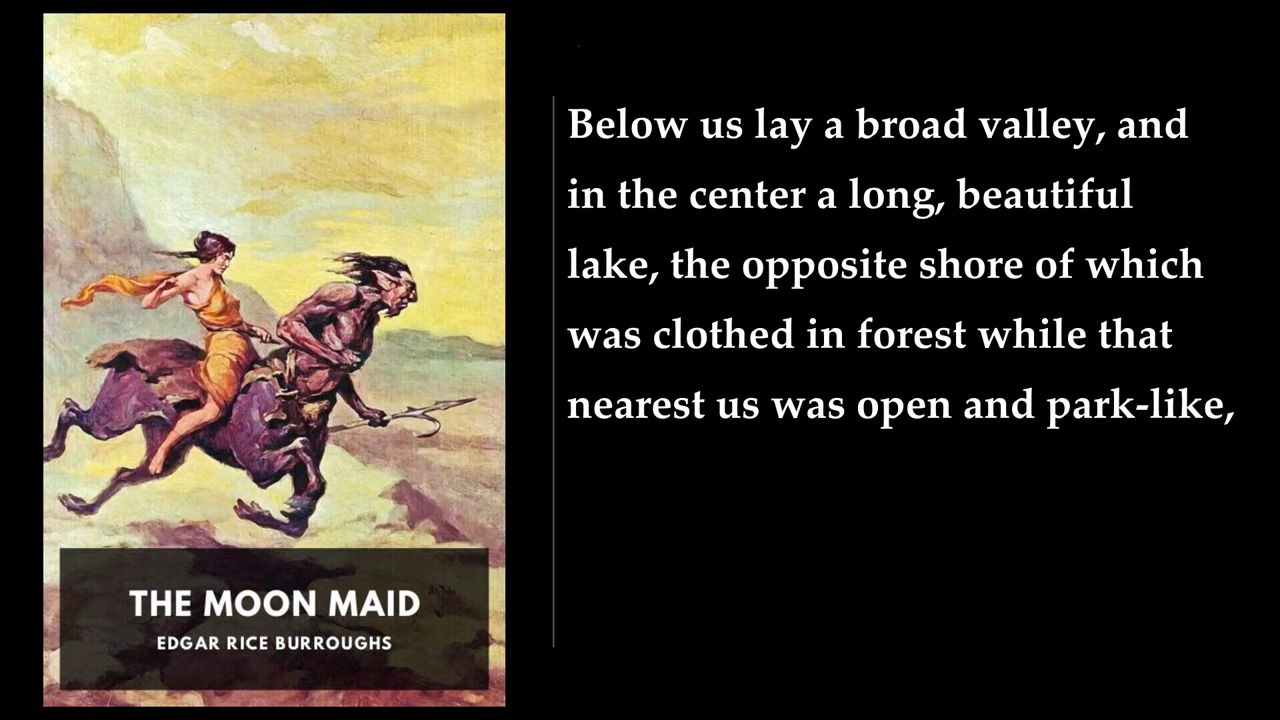 THE MOON MAID
EDGAR RICE BURROUGHS
Below us lay a broad valley, and
in the center a long, beautiful
lake, the opposite shore of which
was clothed in forest while that
nearest us was open and park-like,